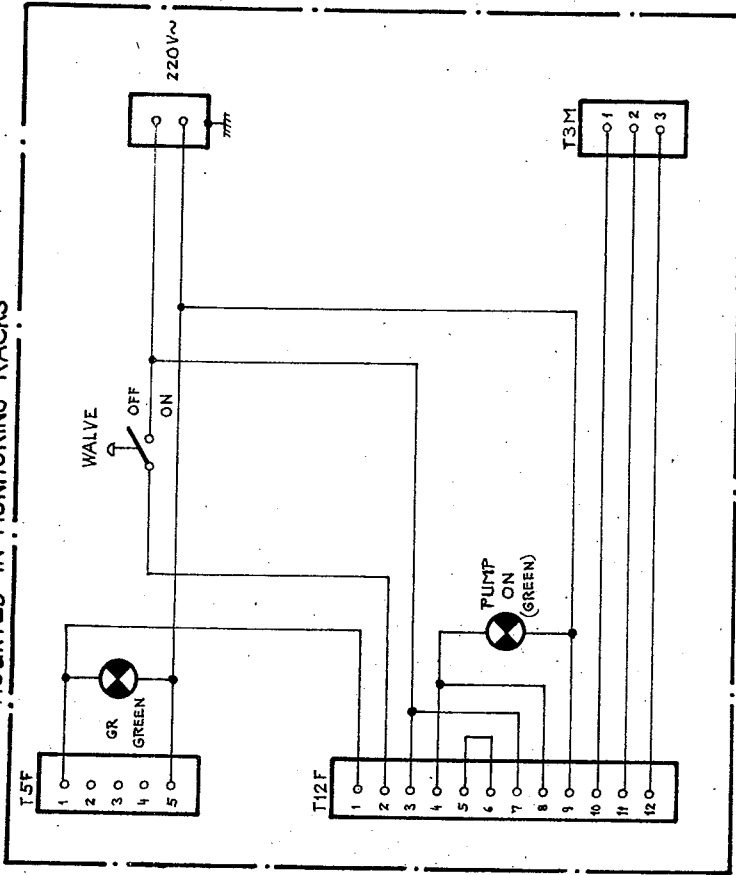 MOUNTED IN MONITORING RACKS
220V~
WALVE
OFF
ON
T5F
1
2
3
4
5
GR
GREEN
T3M
1
2
3
PUMP
ON
(GREEN)
T12F
1
2
3
4
5
6
7
8
9
10
11
12